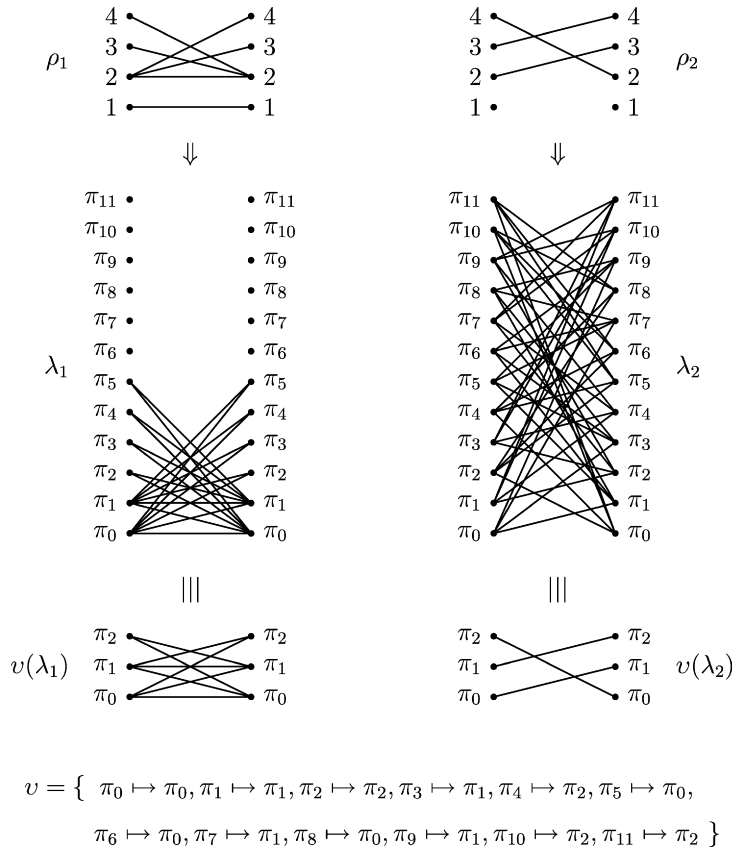 4 4 4 4
3 3 3 3
ρ₁ ρ₂
2 2 2 2
1 1 1 1
⇓ ⇓
π₁₁ π₁₁ π₁₁ π₁₁
π₁₀ π₁₀ π₁₀ π₁₀
π₉ π₉ π₉ π₉
π₈ π₈ π₈ π₈
π₇ π₇ π₇ π₇
π₆ π₆ π₆ π₆
λ₁ λ₂
π₅ π₅ π₅ π₅
π₄ π₄ π₄ π₄
π₃ π₃ π₃ π₃
π₂ π₂ π₂ π₂
π₁ π₁ π₁ π₁
π₀ π₀ π₀ π₀
||| |||
π₂ π₂ π₂ π₂
υ(λ₁) π₁ π₁ π₁ π₁ υ(λ₂)
π₀ π₀ π₀ π₀
υ = { π₀ ↦ π₀, π₁ ↦ π₁, π₂ ↦ π₂, π₃ ↦ π₁, π₄ ↦ π₂, π₅ ↦ π₀,
π₆ ↦ π₀, π₇ ↦ π₁, π₈ ↦ π₀, π₉ ↦ π₁, π₁₀ ↦ π₂, π₁₁ ↦ π₂ }